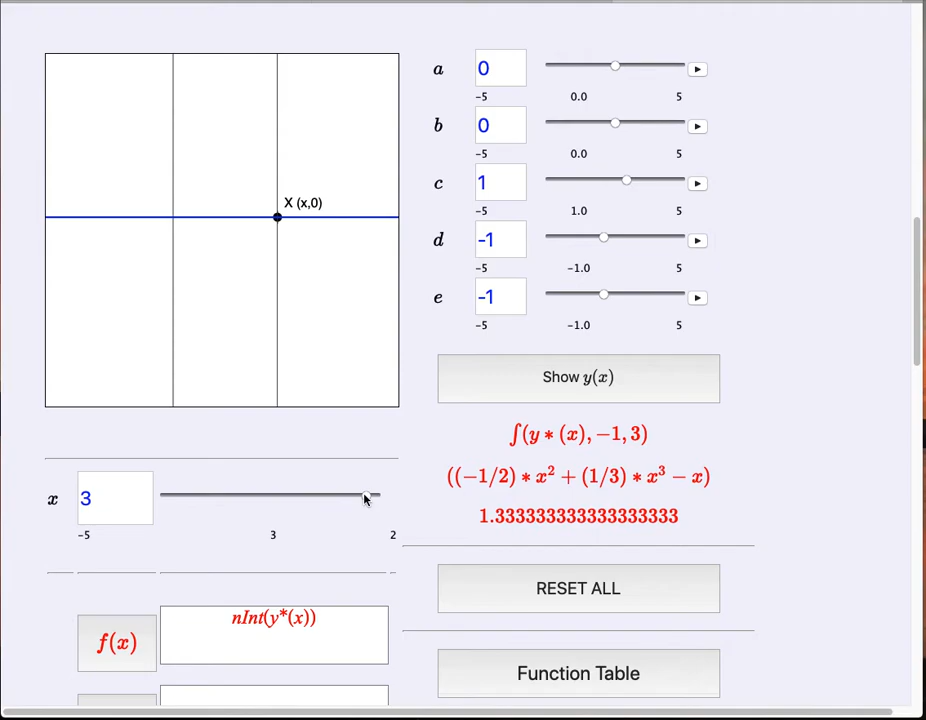 X (x,0)
a 0
-5 0.0 5
b 0
-5 0.0 5
c 1
-5 1.0 5
d -1
-5 -1.0 5
e -1
-5 -1.0 5
Show y(x)
∫(y ∗ (x), −1, 3)
((−1/2) ∗ x² + (1/3) ∗ x³ − x)
1.333333333333333333
x 3
-5 3 2
RESET ALL
f(x) nInt(y*(x))
Function Table